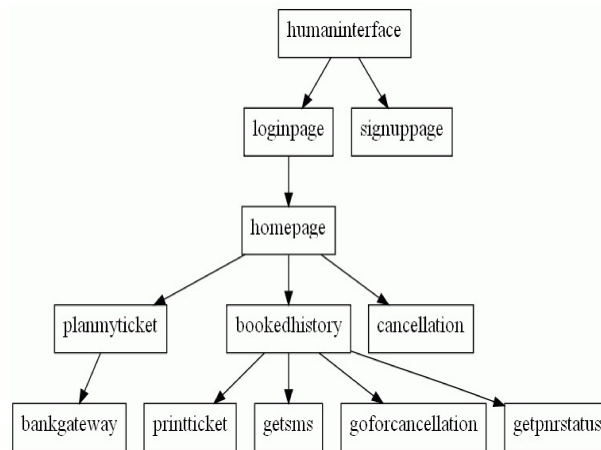 humaninterface
loginpage
signuppage
homepage
planmyticket
bookedhistory
cancellation
bankgateway
printticket
getsms
goforcancellation
getpnrstatus